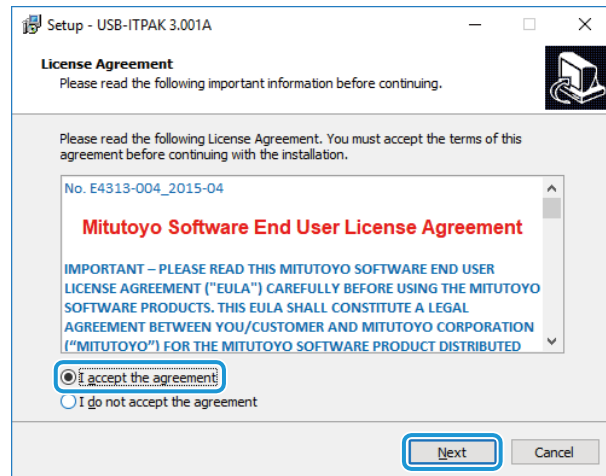 Setup - USB-ITPAK 3.001A
License Agreement
Please read the following important information before continuing.
Please read the following License Agreement. You must accept the terms of this
agreement before continuing with the installation.
No. E4313-004_2015-04
Mitutoyo Software End User License Agreement
IMPORTANT – PLEASE READ THIS MITUTOYO SOFTWARE END USER
LICENSE AGREEMENT ("EULA") CAREFULLY BEFORE USING THE MITUTOYO
SOFTWARE PRODUCTS. THIS EULA SHALL CONSTITUTE A LEGAL
AGREEMENT BETWEEN YOU/CUSTOMER AND MITUTOYO CORPORATION
("MITUTOYO") FOR THE MITUTOYO SOFTWARE PRODUCT DISTRIBUTED
I accept the agreement
I do not accept the agreement
Next Cancel